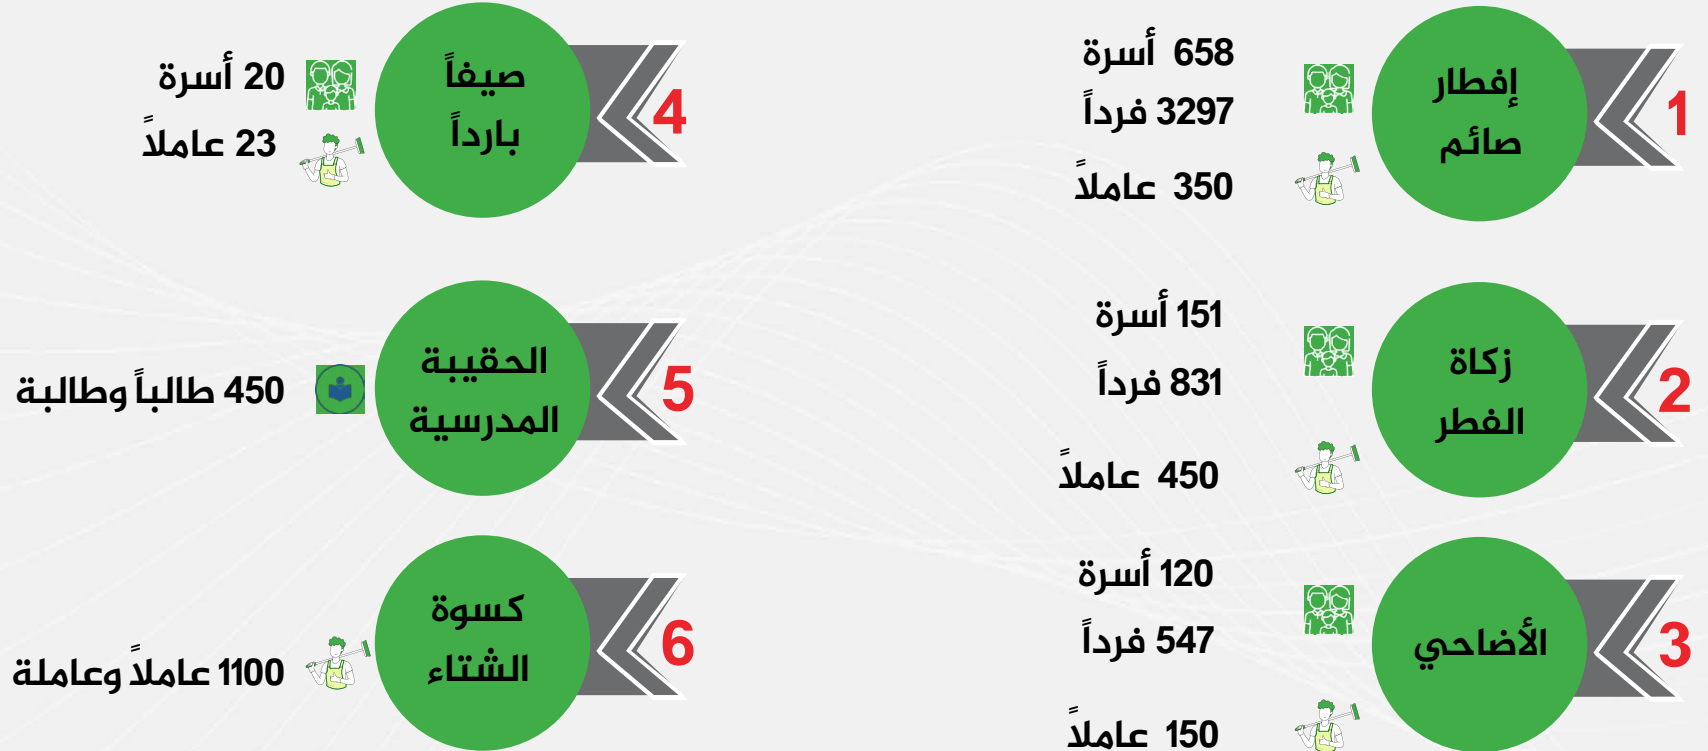 1
إفطار
صائم
658 أسرة
3297 فرداً
350 عاملاً
2
زكاة
الفطر
151 أسرة
831 فرداً
450 عاملاً
3
الأضاحي
120 أسرة
547 فرداً
150 عاملاً
4
صيفاً
بارداً
20 أسرة
23 عاملاً
5
الحقيبة
المدرسية
450 طالباً وطالبة
6
كسوة
الشتاء
1100 عاملاً وعاملة